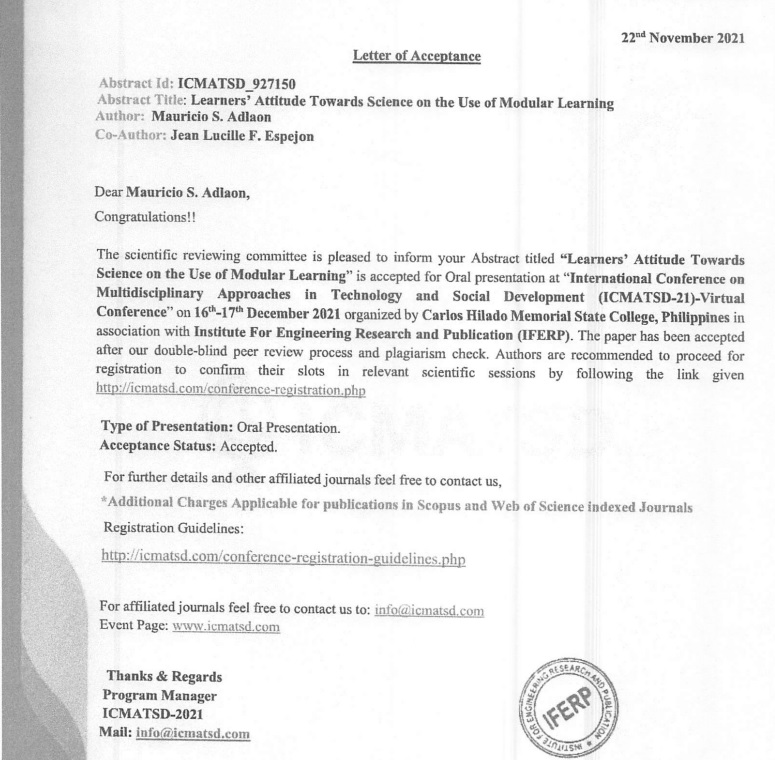 22nd November 2021
Letter of Acceptance
Abstract Id: ICMATSD_927150
Abstract Title: Learners' Attitude Towards Science on the Use of Modular Learning
Author: Mauricio S. Adlaon
Co-Author: Jean Lucille F. Espejon
Dear Mauricio S. Adlaon,
Congratulations!!
The scientific reviewing committee is pleased to inform your Abstract titled "Learners' Attitude Towards
Science on the Use of Modular Learning" is accepted for Oral presentation at "International Conference on
Multidisciplinary Approaches in Technology and Social Development (ICMATSD-21)-Virtual
Conference" on 16th-17th December 2021 organized by Carlos Hilado Memorial State College, Philippines in
association with Institute For Engineering Research and Publication (IFERP). The paper has been accepted
after our double-blind peer review process and plagiarism check. Authors are recommended to proceed for
registration to confirm their slots in relevant scientific sessions by following the link given
http://icmatsd.com/conference-registration.php
Type of Presentation: Oral Presentation.
Acceptance Status: Accepted.
For further details and other affiliated journals feel free to contact us,
*Additional Charges Applicable for publications in Scopus and Web of Science indexed Journals
Registration Guidelines:
http://icmatsd.com/conference-registration-guidelines.php
For affiliated journals feel free to contact us to: info@icmatsd.com
Event Page: www.icmatsd.com
Thanks & Regards
Program Manager
ICMATSD-2021
Mail: info@icmatsd.com
INSTITUTE FOR ENGINEERING RESEARCH AND PUBLICATION
IFERP